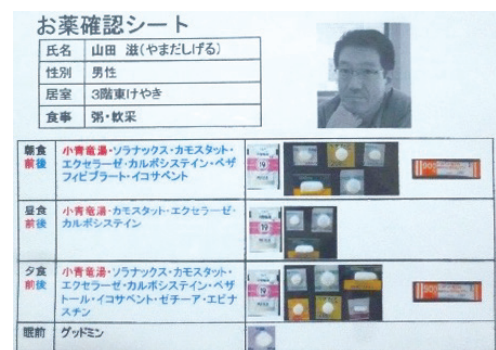 お薬確認シート
氏名 山田 滋(やまだしげる)
性別 男性
居室 3階東けやき
食事 粥・軟采
朝食 前後
小青竜湯・ソラナックス・カモスタット・
エクセラーゼ・カルボシステイン・ベザ
フィビブラート・イコサペント
19
昼食 前後
小青竜湯・カモスタット・エクセラーゼ・
カルボシステイン
19
夕食 前後
小青竜湯・ソラナックス・カモスタット・
エクセラーゼ・カルボシステイン・ベザ
トール・イコサペント・ゼチーア・エピナ
スチン
19
眠前 グッドミン